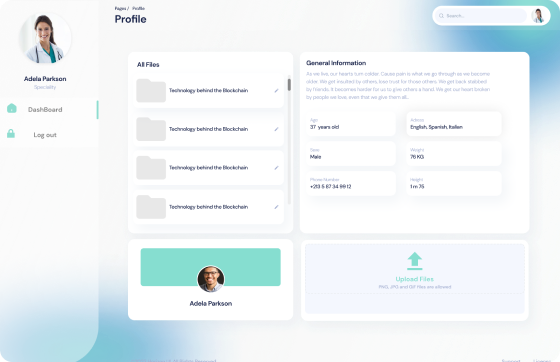 Pages / Profile
Profile
Search...
Adela Parkson
Speciality
DashBoard
Log out
All Files
Technology behind the Blockchain
Technology behind the Blockchain
Technology behind the Blockchain
Technology behind the Blockchain
General Information
As we live, our hearts turn colder. Cause pain is what we go through as we become
older. We get insulted by others, lose trust for those others. We get back stabbed
by friends. It becomes harder for us to give others a hand. We get our heart broken
by people we love, even that we give them all...
Age
37 years old
English, Spanish, Italien
Male
Weight
76 KG
Phone Number
+213 5 67 34 99 12
Height
1 m 75
Adela Parkson
Upload Files
PNG, JPG and GIF files are allowed